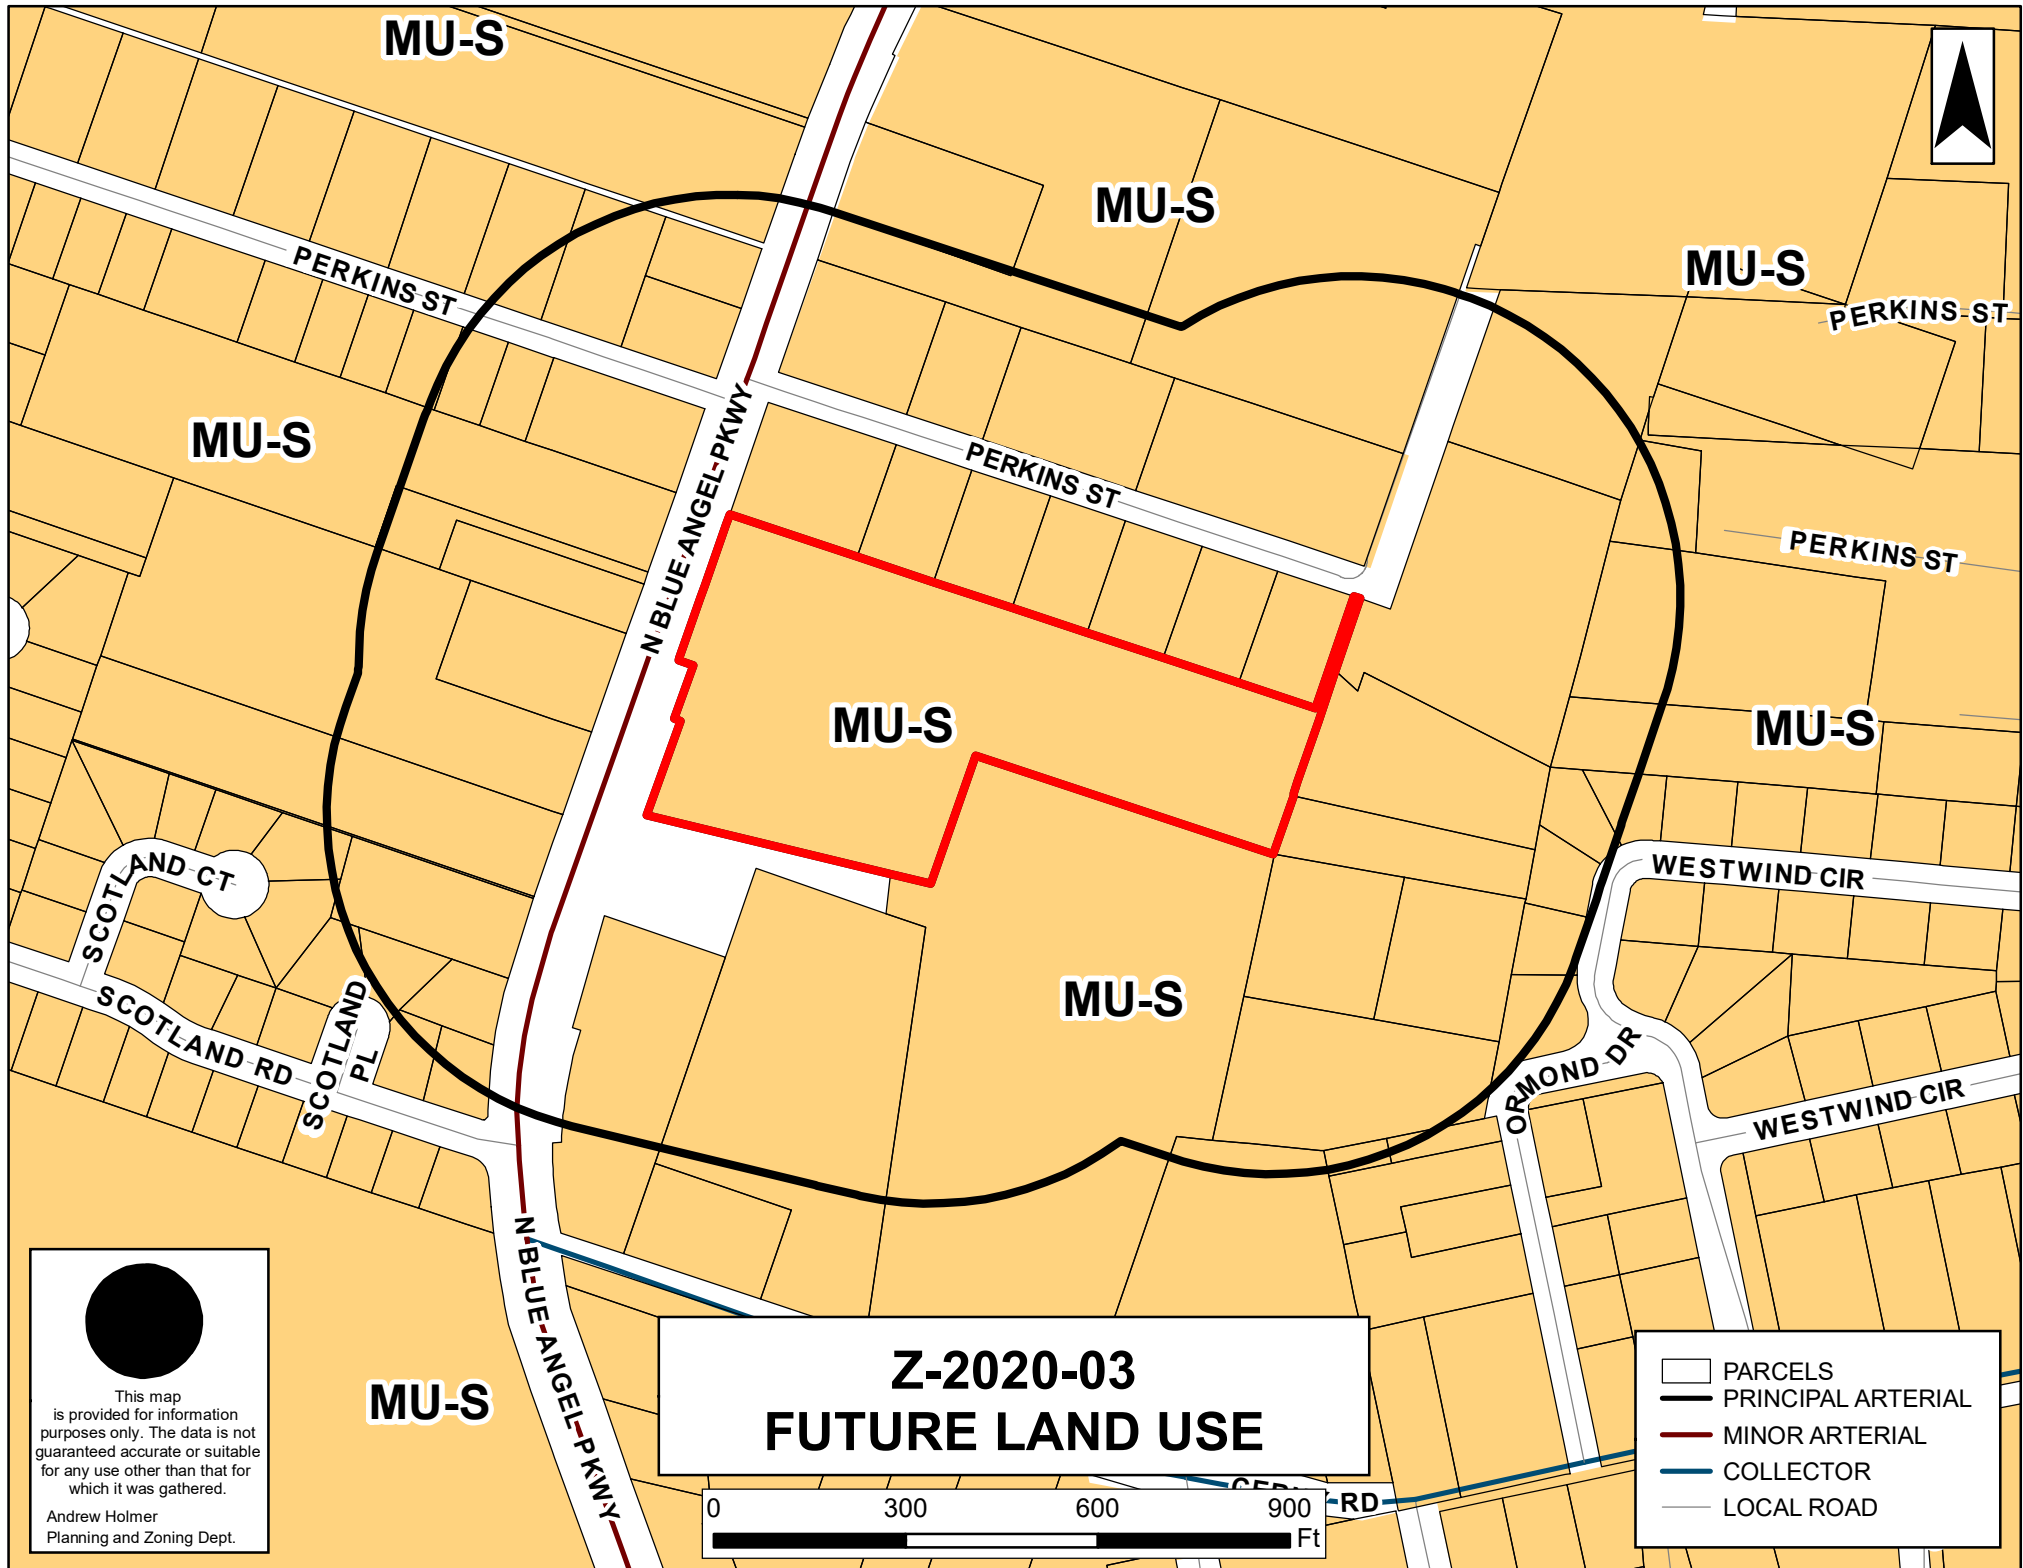 MU-S
MU-S
MU-S
PERKINS ST
PERKINS ST
MU-S
N BLUE ANGEL PKWY
PERKINS ST
PERKINS ST
MU-S
MU-S
SCOTLAND CT
WESTWIND CIR
MU-S
SCOTLAND RD
SCOTLAND
PL
ORMOND DR
WESTWIND CIR
N BLUE ANGEL PKWY
MU-S
Z-2020-03
FUTURE LAND USE
RD
0 300 600 900
Ft
This map
is provided for information
purposes only. The data is not
guaranteed accurate or suitable
for any use other than that for
which it was gathered.
Andrew Holmer
Planning and Zoning Dept.
PARCELS
PRINCIPAL ARTERIAL
MINOR ARTERIAL
COLLECTOR
LOCAL ROAD